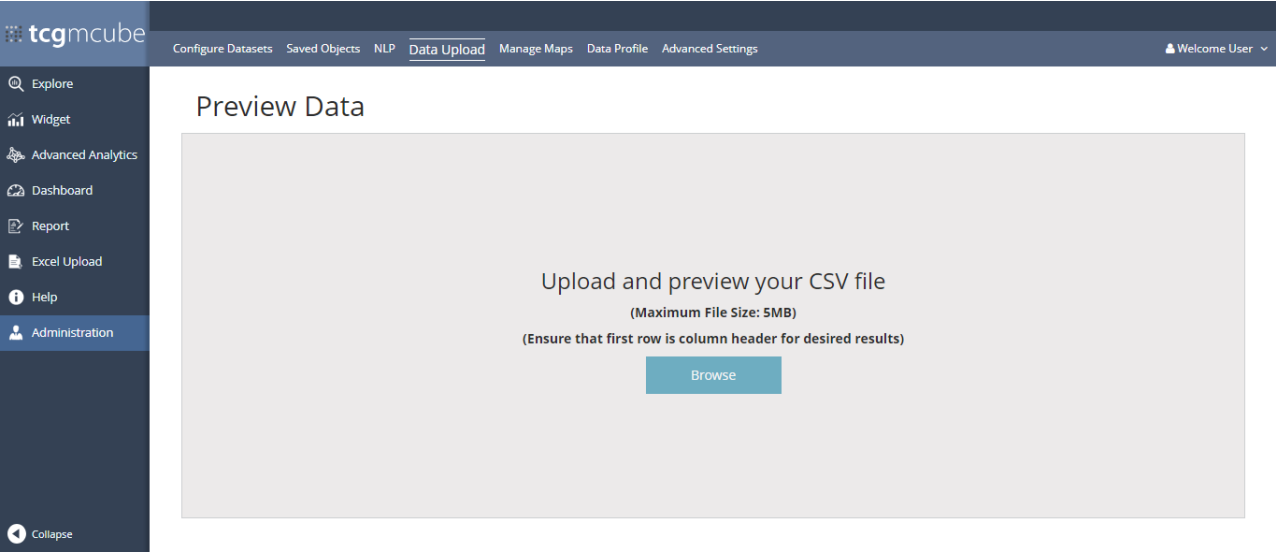 tcgmcube
Configure Datasets Saved Objects NLP Data Upload Manage Maps Data Profile Advanced Settings Welcome User
Explore
Widget
Advanced Analytics
Dashboard
Report
Excel Upload
Help
Administration
Collapse
Preview Data
Upload and preview your CSV file
(Maximum File Size: 5MB)
(Ensure that first row is column header for desired results)
Browse